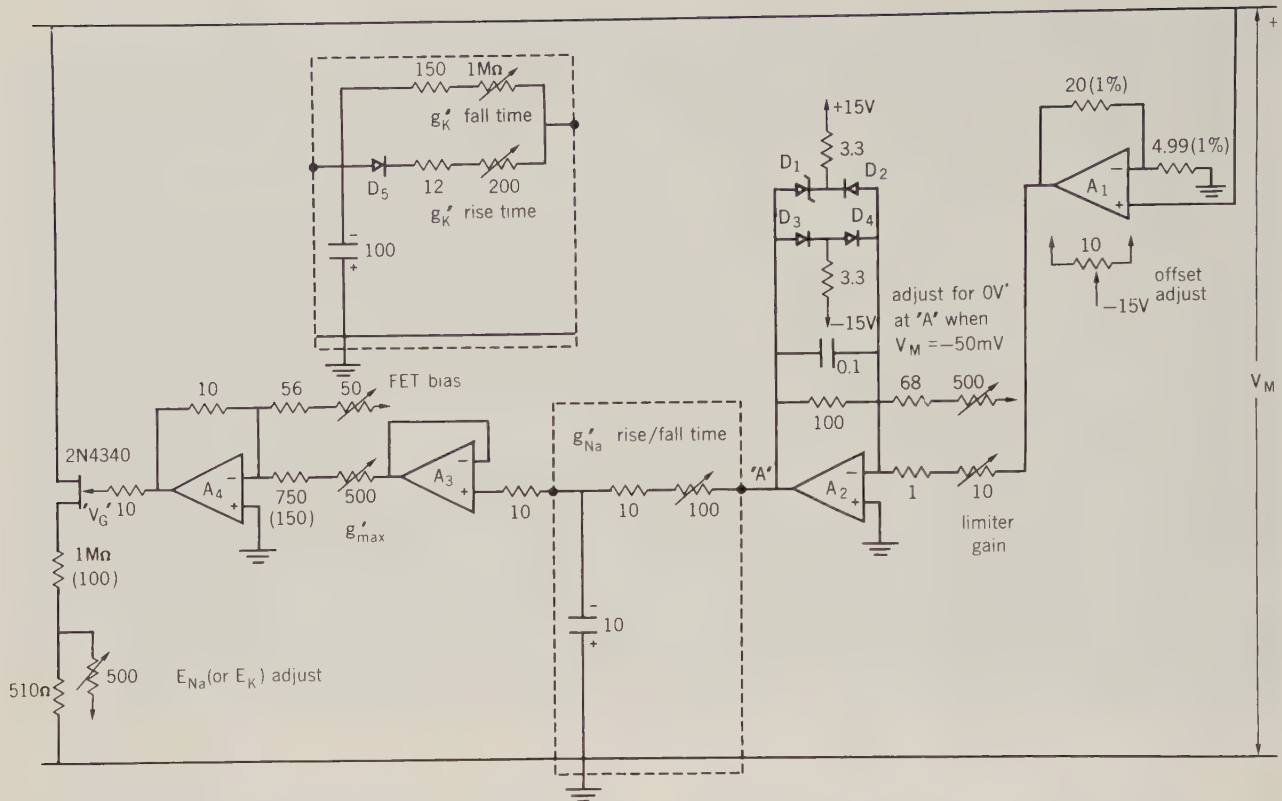 +
150 1MΩ
g'K fall time
D5 12 200
g'K rise time
-
100
+
+15V
3.3
D1 D2
D3 D4
3.3
-15V
0.1
20(1%)
4.99(1%)
-
A1
+
10
offset
adjust
-15V
adjust for 0V'
at 'A' when
VM = -50mV
VM
10 56 50 FET bias
68 500
100
g'Na rise/fall time
2N4340
'VG'
10
A4
-
+
750
(150)
500
g'max
A3
-
+
10
10 100
'A'
A2
-
+
1 10
limiter
gain
1MΩ
(100)
-
10
+
510Ω
500
ENa(or EK) adjust